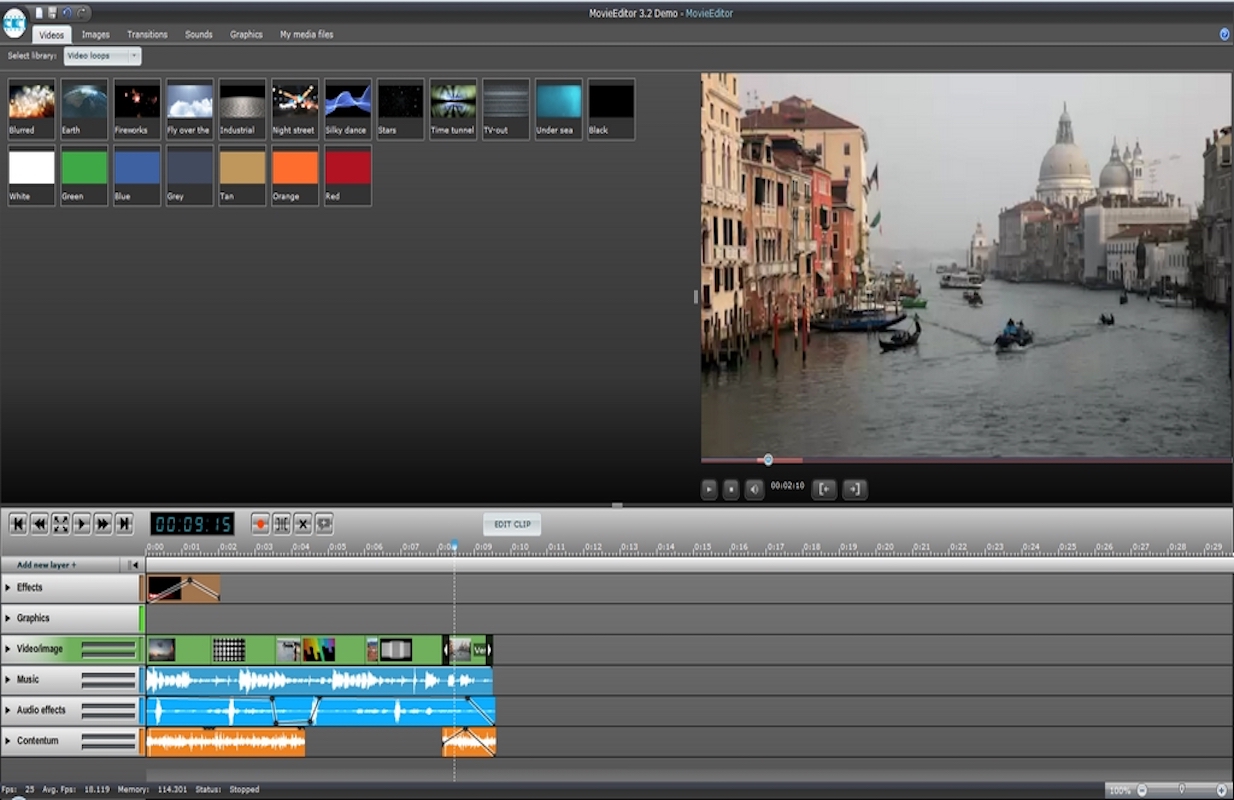 MovieEditor 3.2 Demo - MovieEditor
Videos Images Transitions Sounds Graphics My media files
Select library: Video loops
Blurred Earth Fireworks Fly over the Industrial Night street Silky dance Stars Time tunnel TV-out Under sea Black
White Green Blue Grey Tan Orange Red
00:02:10
00:09:15 EDIT CLIP
0:00 0:01 0:02 0:03 0:04 0:05 0:06 0:07 0:08 0:09 0:10 0:11 0:12 0:13 0:14 0:15 0:16 0:17 0:18 0:19 0:20 0:21 0:22 0:23 0:24 0:25 0:26 0:27 0:28 0:29
Add new layer +
Effects
Graphics
Video/image Ver
Music
Audio effects
Contentum
Fps: 25 Avg. Fps: 18.119 Memory: 114.301 Status: Stopped 100%